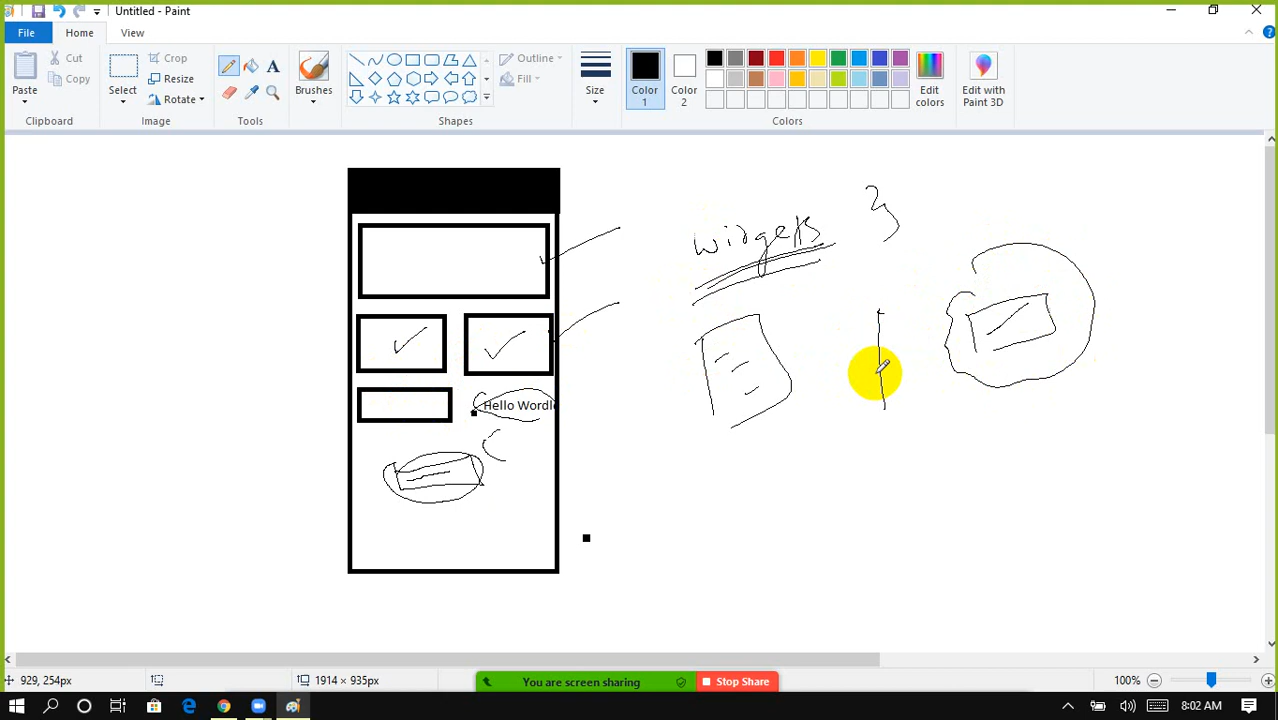 Untitled - Paint
File Home View
Paste
Cut
Copy
Clipboard
Select
Crop
Resize
Rotate
Image
A
Tools
Brushes
Shapes
Outline
Fill
Size
Color 1
Color 2
Edit colors
Colors
Edit with Paint 3D
widgets
Hello Wordle
929, 254px
1914 × 935px
100%
You are screen sharing
Stop Share
8:02 AM